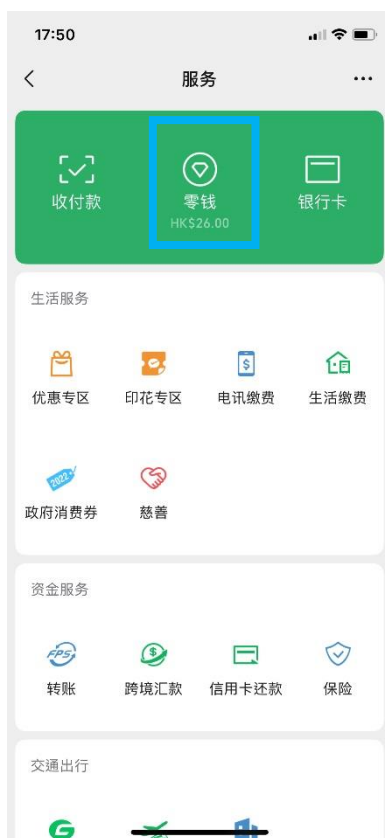 17:50
服务
收付款
零钱
银行卡
HK$26.00
生活服务
优惠专区
印花专区
电讯缴费
生活缴费
2022
政府消费券
慈善
资金服务
FPS
转账
跨境汇款
信用卡还款
保险
交通出行